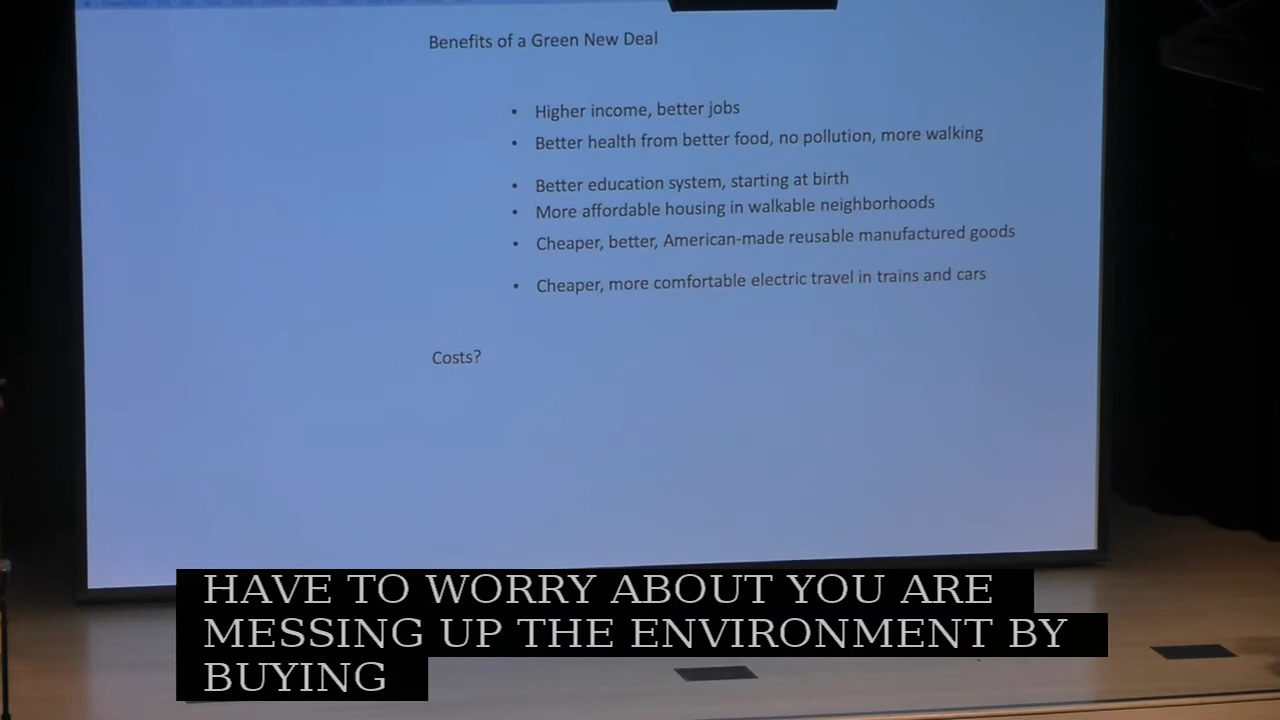 Benefits of a Green New Deal
• Higher income, better jobs
• Better health from better food, no pollution, more walking
• Better education system, starting at birth
• More affordable housing in walkable neighborhoods
• Cheaper, better, American-made reusable manufactured goods
• Cheaper, more comfortable electric travel in trains and cars
Costs?
HAVE TO WORRY ABOUT YOU ARE
MESSING UP THE ENVIRONMENT BY
BUYING